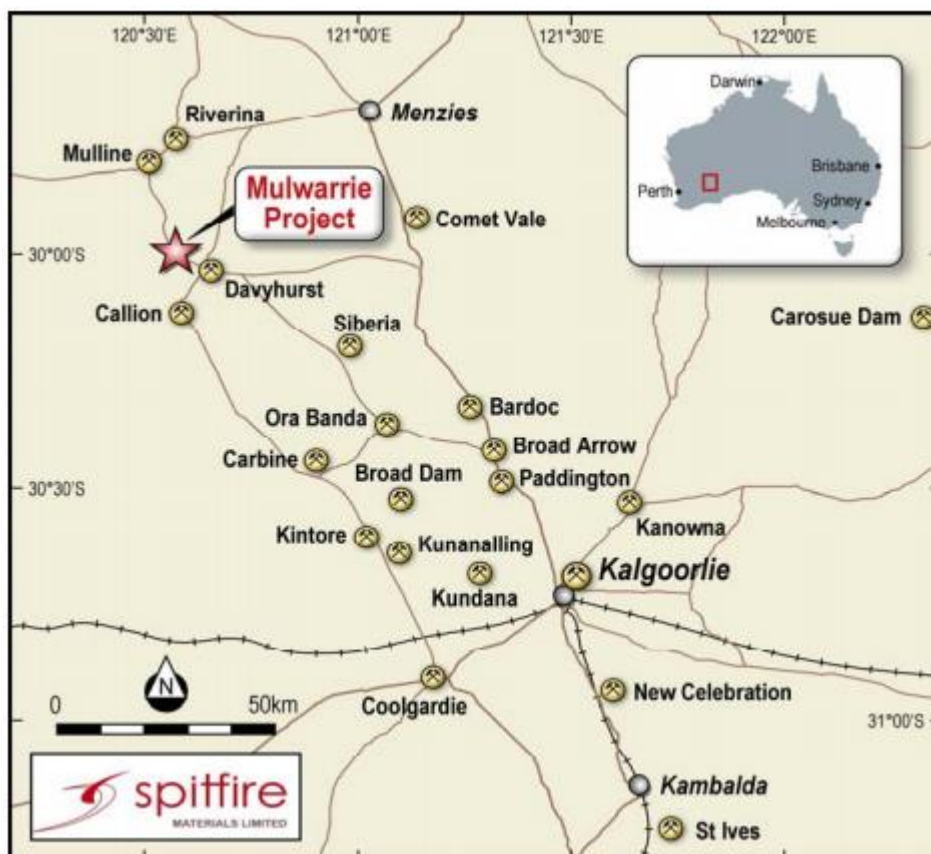 120°30'E
121°00'E
121°30'E
122°00'E
Darwin
Brisbane
Perth
Sydney
Melbourne
Riverina
Menzies
Mulline
Mulwarrie
Project
Comet Vale
30°00'S
Davyhurst
Callion
Siberia
Carosue Dam
Bardoc
Ora Banda
Broad Arrow
Carbine
Broad Dam
Paddington
30°30'S
Kanowna
Kintore
Kunanalling
Kalgoorlie
Kundana
N
0
50km
Coolgardie
New Celebration
31°00'S
spitfire
MATERIALS LIMITED
Kambalda
St Ives